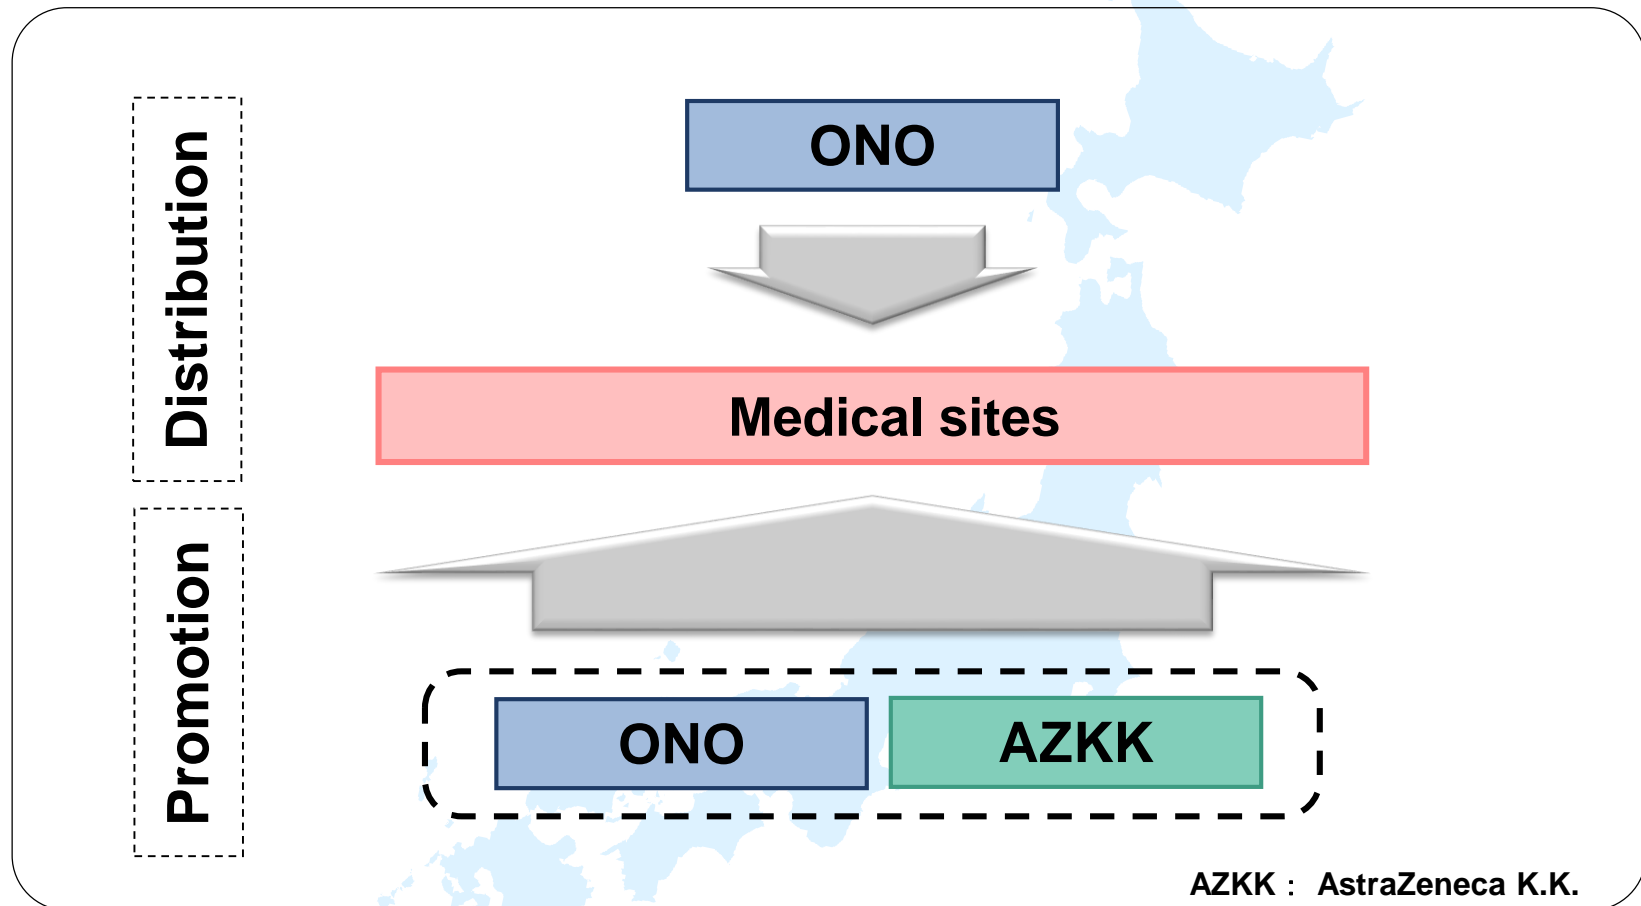 Distribution
ONO
Medical sites
Promotion
ONO
AZKK
AZKK : AstraZeneca K.K.